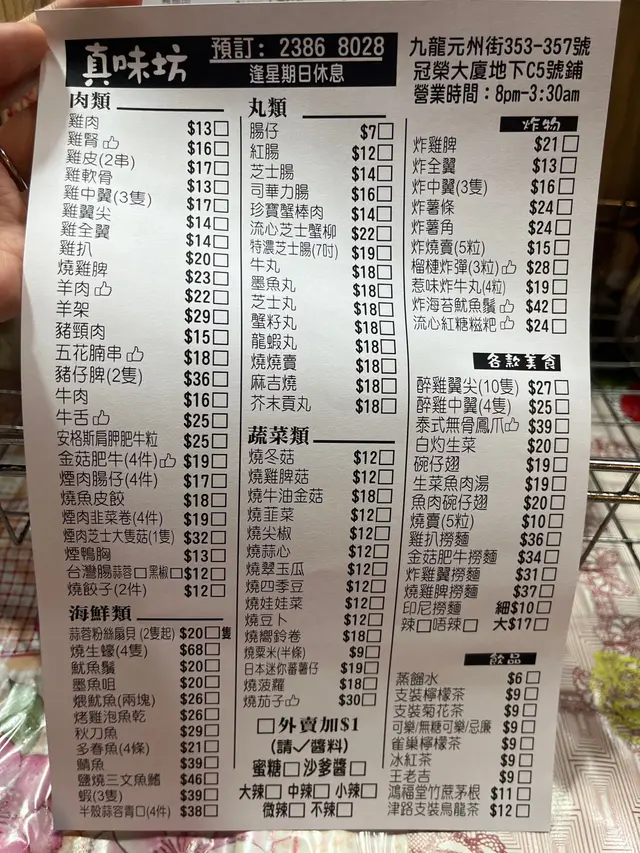 真味坊
預訂: 2386 8028
逢星期日休息
九龍元州街353-357號
冠榮大廈地下C5號鋪
營業時間：8pm-3:30am
肉類
雞肉 $13□
雞腎 $16□
雞皮(2串) $17□
雞軟骨 $13□
雞中翼(3隻) $17□
雞翼尖 $14□
雞全翼 $14□
雞扒 $20□
燒雞脾 $23□
羊肉 $22□
羊架 $29□
豬頸肉 $15□
五花腩串 $18□
豬仔脾(2隻) $36□
牛肉 $16□
牛舌 $25□
安格斯肩胛肥牛粒 $25□
金菇肥牛(4件) $19□
煙肉腸仔(4件) $17□
燒魚皮餃 $18□
煙肉韭菜卷(4件) $19□
煙肉芝士大隻菇(1隻) $32□
煙鴨胸 $13□
台灣腸 蒜蓉□黑椒□ $12□
燒餃子(2件) $12□
海鮮類
蒜蓉粉絲扇貝 (2隻起) $20□隻
燒生蠔(4隻) $68□
魷魚鬚 $20□
墨魚咀 $20□
煨魷魚(兩塊) $26□
烤雞泡魚乾 $26□
秋刀魚 $29□
多春魚(4條) $21□
鯖魚 $39□
鹽燒三文魚鰭 $46□
蝦(3隻) $39□
半殼蒜容青口(4件) $38□
丸類
腸仔 $7□
紅腸 $12□
芝士腸 $14□
司華力腸 $16□
珍寶蟹棒肉 $14□
流心芝士蟹柳 $22□
特濃芝士腸(7吋) $19□
牛丸 $18□
墨魚丸 $18□
芝士丸 $18□
蟹籽丸 $18□
龍蝦丸 $18□
燒燒賣 $18□
麻吉燒 $18□
芥末貢丸 $18□
蔬菜類
燒冬菇 $12□
燒雞脾菇 $12□
燒牛油金菇 $18□
燒韮菜 $12□
燒尖椒 $12□
燒蒜心 $12□
燒翠玉瓜 $12□
燒四季豆 $12□
燒娃娃菜 $12□
燒豆卜 $12□
燒嚮鈴卷 $18□
燒粟米(半條) $9□
日本迷你蕃薯仔 $19□
燒菠蘿 $18□
燒茄子 $30□
□外賣加$1
(請✓醬料)
蜜糖□ 沙爹醬□
大辣□ 中辣□ 小辣□
微辣□ 不辣□
炸物
炸雞脾 $21□
炸全翼 $13□
炸中翼(3隻) $16□
炸薯條 $24□
炸薯角 $24□
炸燒賣(5粒) $15□
榴槤炸彈(3粒) $28□
惹味炸牛丸(4粒) $19□
炸海苔魷魚鬚 $42□
流心紅糖糍粑 $24□
各款美食
醉雞翼尖(10隻) $27□
醉雞中翼(4隻) $25□
泰式無骨鳳爪 $39□
白灼生菜 $20□
碗仔翅 $19□
生菜魚肉湯 $19□
魚肉碗仔翅 $20□
燒賣(5粒) $10□
雞扒撈麵 $36□
金菇肥牛撈麵 $34□
炸雞翼撈麵 $31□
燒雞脾撈麵 $37□
印尼撈麵 細$10□
辣□唔辣□ 大$17□
飲品
蒸餾水 $6□
支裝檸檬茶 $9□
支裝菊花茶 $9□
可樂/無糖可樂/忌廉 $9□
雀巢檸檬茶 $9□
冰紅茶 $9□
王老吉 $9□
鴻福堂竹蔗茅根 $11□
津路支裝烏龍茶 $12□